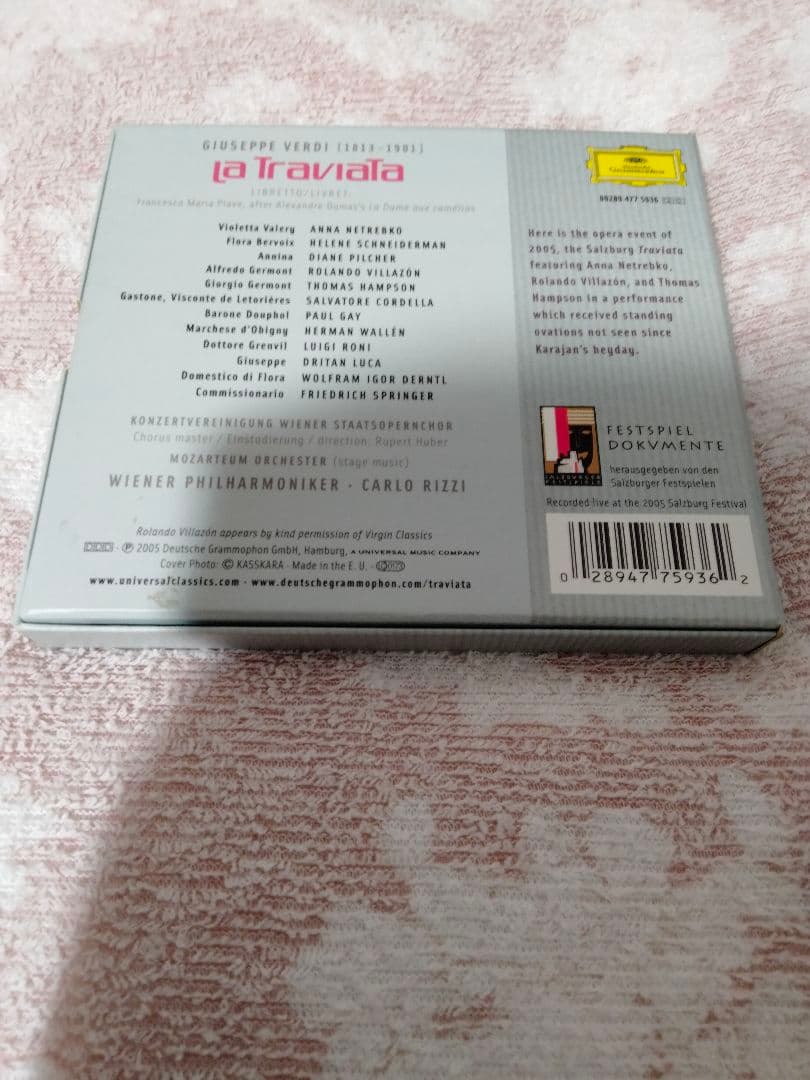 GIUSEPPE VERDI (1813-1901)
La Traviata
LIBRETTO/LIVRET:
Francesco Maria Piave, after Alexandre Dumas's La Dame aux camélias
Violetta Valery ANNA NETREBKO
Flora Bervoix HELENE SCHNEIDERMAN
Annina DIANE PILCHER
Alfredo Germont ROLANDO VILLAZÓN
Giorgio Germont THOMAS HAMPSON
Gastone, Visconte de Letorières SALVATORE CORDELLA
Barone Douphol PAUL GAY
Marchese d'Obigny HERMAN WALLÉN
Dottore Grenvil LUIGI RONI
Giuseppe DRITAN LUCA
Domestico di Flora WOLFRAM IGOR DERNTL
Commissionario FRIEDRICH SPRINGER
KONZERTVEREINIGUNG WIENER STAATSOPERNCHOR
Chorus master / Einstudierung / direction: Rupert Huber
MOZARTEUM ORCHESTER (stage music)
WIENER PHILHARMONIKER · CARLO RIZZI
Rolando Villazón appears by kind permission of Virgin Classics
DDD · ℗ 2005 Deutsche Grammophon GmbH, Hamburg, A UNIVERSAL MUSIC COMPANY
Cover Photo: © KASSKARA · Made in the E. U. ·
www.universalclassics.com · www.deutschegrammophon.com/traviata
Deutsche
Grammophon
00289 477 5936
Here is the opera event of
2005, the Salzburg Traviata
featuring Anna Netrebko,
Rolando Villazón, and Thomas
Hampson in a performance
which received standing
ovations not seen since
Karajan's heyday.
SALZBURGER
FESTSPIELE
FESTSPIEL
DOKVMENTE
herausgegeben von den
Salzburger Festspielen
Recorded live at the 2005 Salzburg Festival
0 28947 75936 2